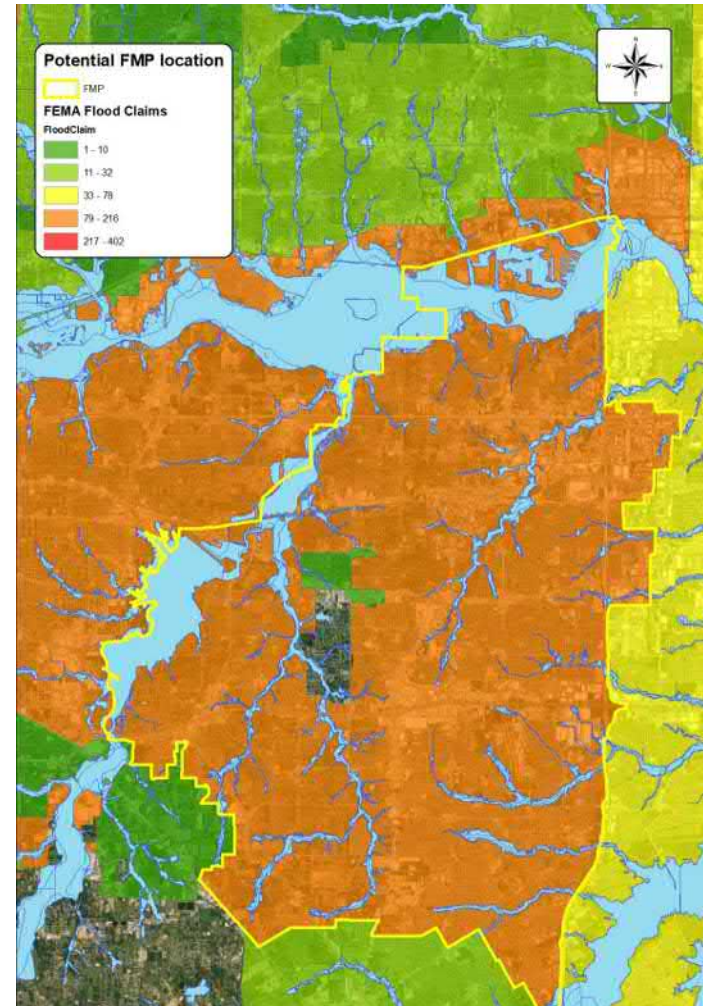 Potential FMP location
FMP
FEMA Flood Claims
FloodClaim
1 - 10
11 - 32
33 - 78
79 - 216
217 - 402
N
W
E
S